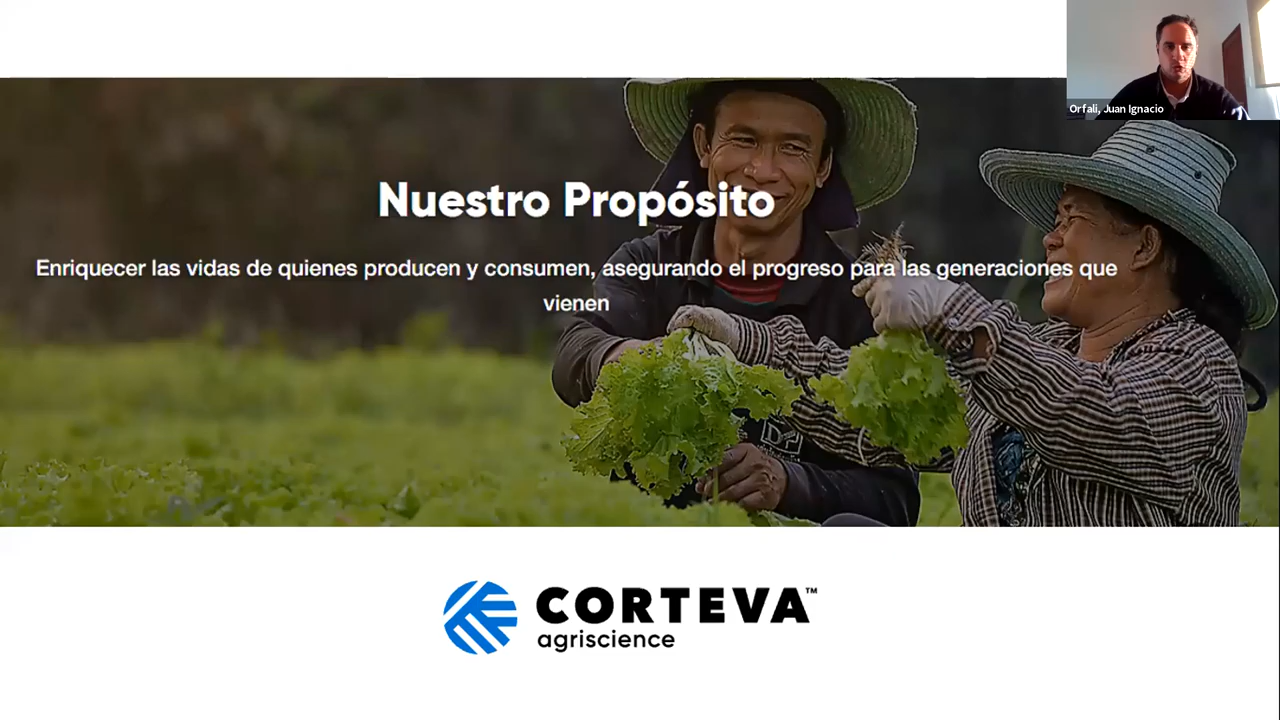 Orfali, Juan Ignacio
Nuestro Propósito
Enriquecer las vidas de quienes producen y consumen, asegurando el progreso para las generaciones que
vienen
CORTEVA™
agriscience